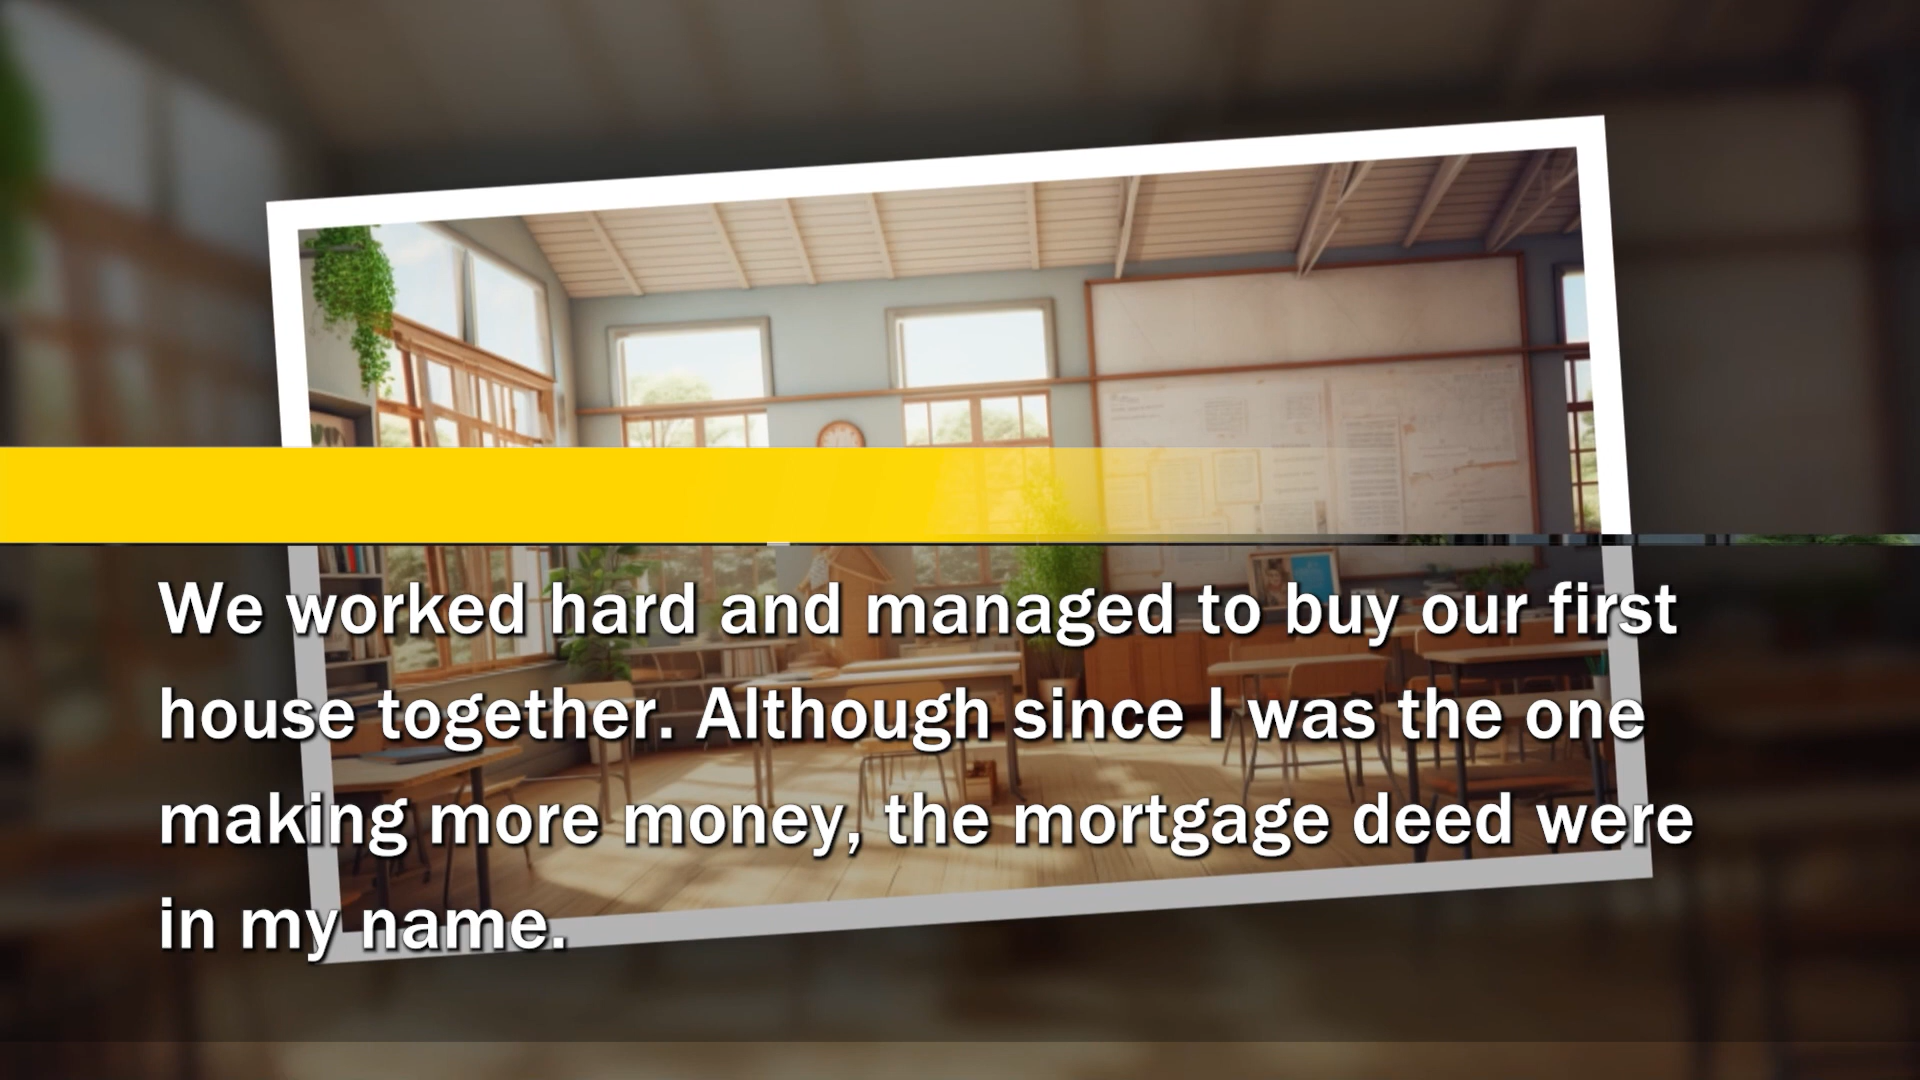 We worked hard and managed to buy our first
house together. Although since I was the one
making more money, the mortgage deed were
in my name.